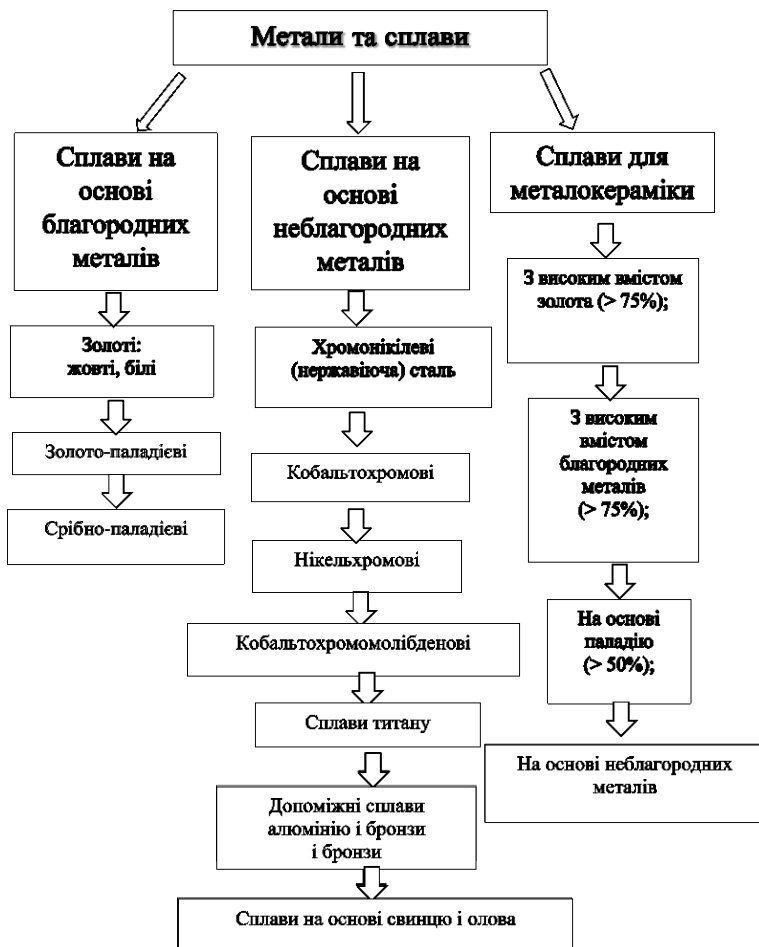 Метали та сплави
Сплави на
основі
благородних
металів
Золоті:
жовті, білі
Золото-паладієві
Срібно-паладієві
Сплави на
основі
неблагородних
металів
Хромонікілеві
(нержавіюча) сталь
Кобальтохромові
Нікельхромові
Кобальтохромомолібденові
Сплави титану
Допоміжні сплави
алюмінію і бронзи
і бронзи
Сплави на основі свинцю і олова
Сплави для
металокераміки
З високим вмістом
золота (> 75%);
З високим
вмістом
благородних
металів
(> 75%);
На основі
паладію
(> 50%);
На основі неблагородних
металів